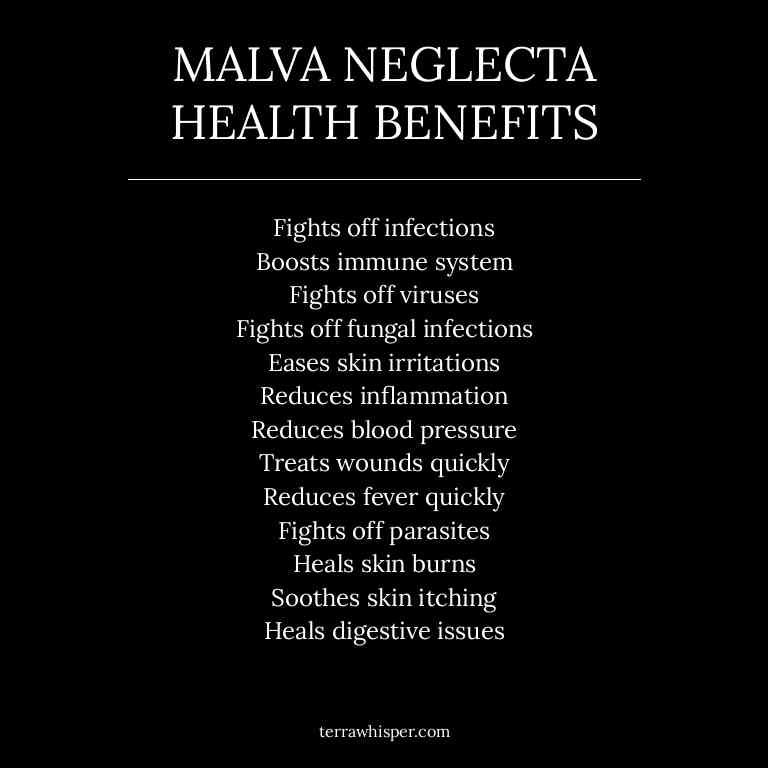 MALVA NEGLECTA
HEALTH BENEFITS
Fights off infections
Boosts immune system
Fights off viruses
Fights off fungal infections
Eases skin irritations
Reduces inflammation
Reduces blood pressure
Treats wounds quickly
Reduces fever quickly
Fights off parasites
Heals skin burns
Soothes skin itching
Heals digestive issues
terrawhisper.com